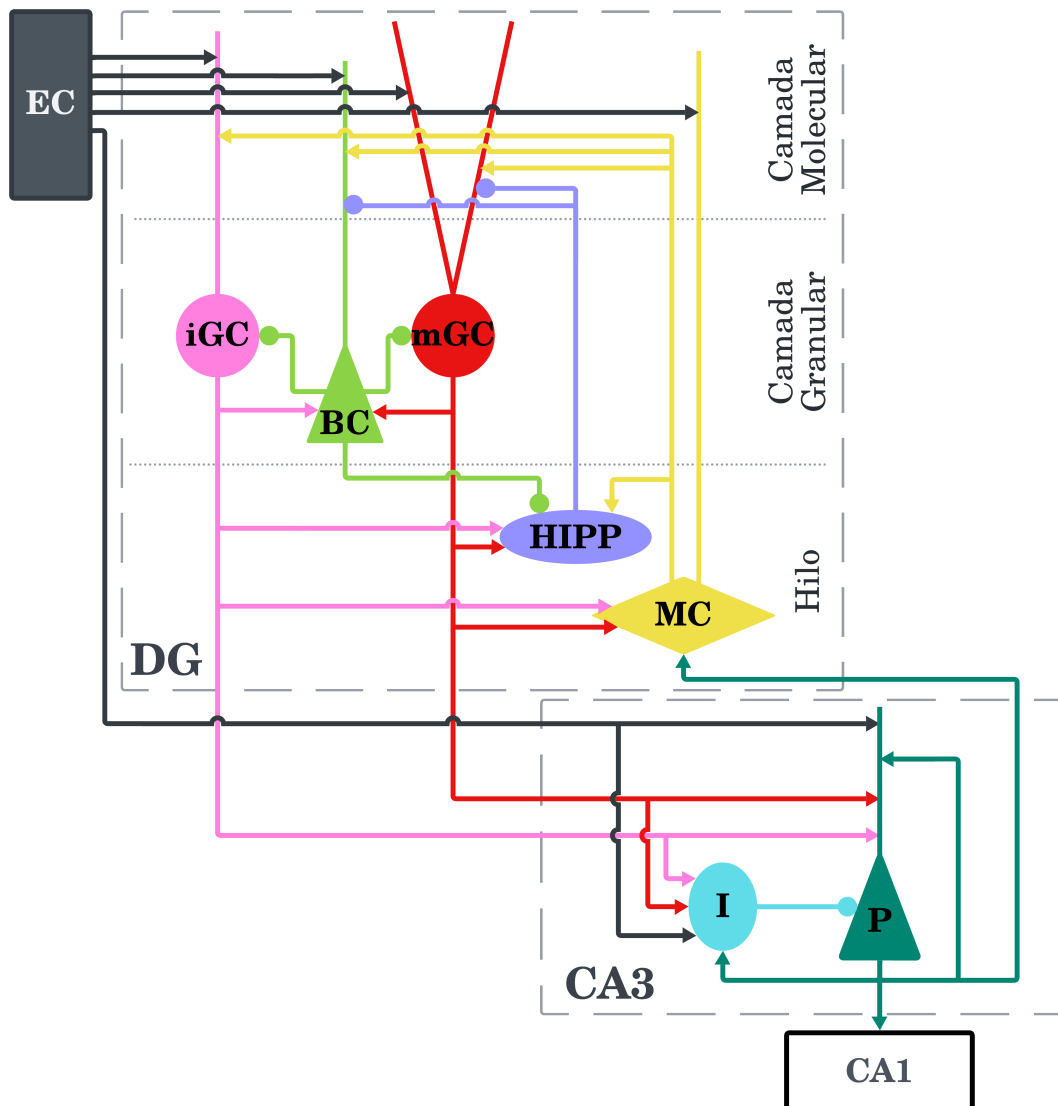 EC
Camada
Molecular
iGC
mGC
BC
Camada
Granular
HIPP
MC
Hilo
DG
I
P
CA3
CA1